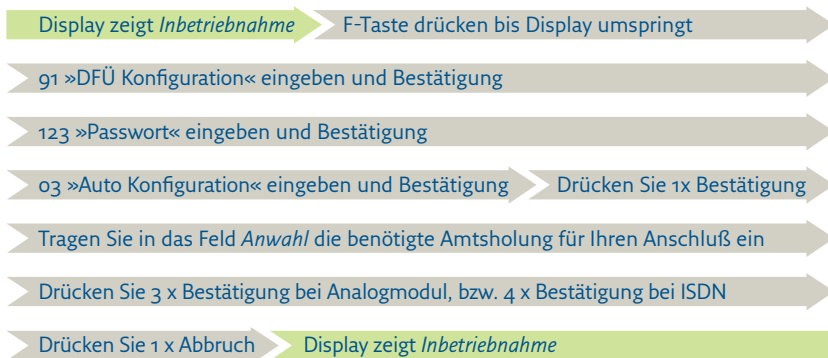 Display zeigt Inbetriebnahme F-Taste drücken bis Display umspringt
91 »DFÜ Konfiguration« eingeben und Bestätigung
123 »Passwort« eingeben und Bestätigung
03 »Auto Konfiguration« eingeben und Bestätigung Drücken Sie 1x Bestätigung
Tragen Sie in das Feld Anwahl die benötigte Amtsholung für Ihren Anschluß ein
Drücken Sie 3 x Bestätigung bei Analogmodul, bzw. 4 x Bestätigung bei ISDN
Drücken Sie 1 x Abbruch Display zeigt Inbetriebnahme